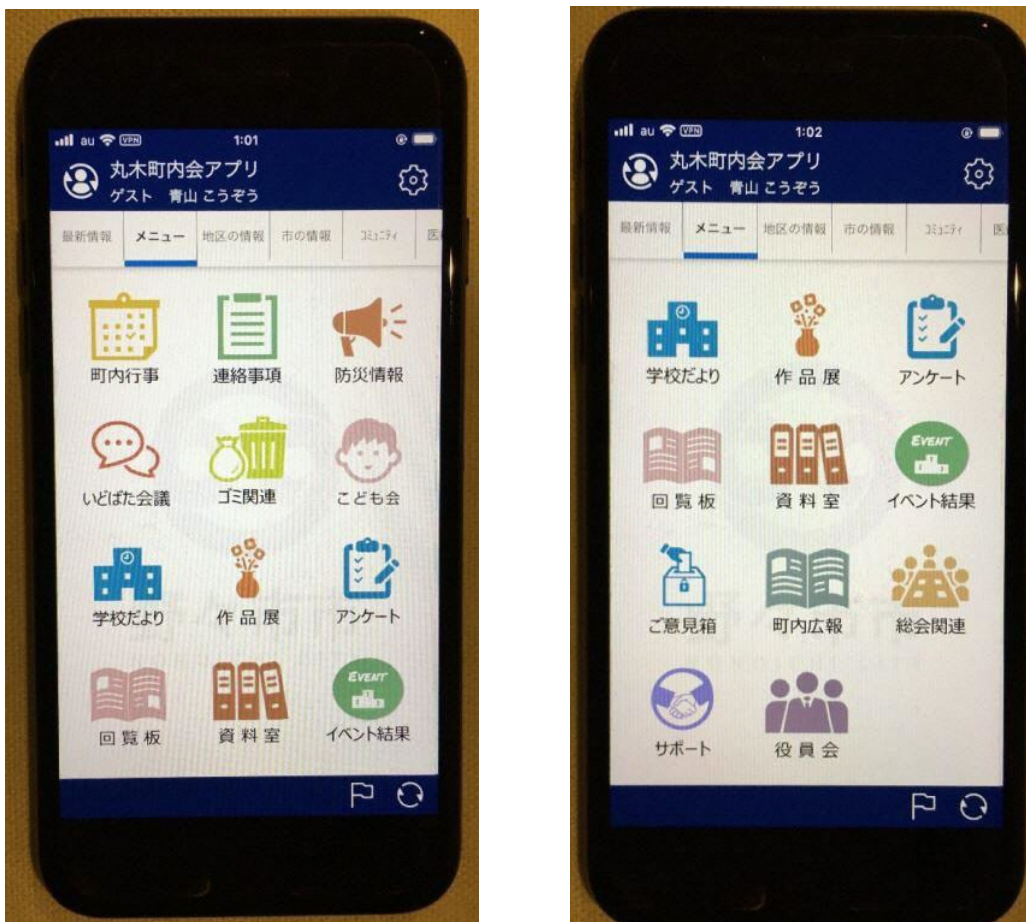 au VPN 1:01
丸木町内会アプリ
ゲスト 青山 こうぞう
最新情報 メニュー 地区の情報 市の情報 コミュニティ 医
町内行事 連絡事項 防災情報
いどばた会議 ゴミ関連 こども会
学校だより 作品展 アンケート
EVENT
回覧板 資料室 イベント結果
au VPN 1:02
丸木町内会アプリ
ゲスト 青山 こうぞう
最新情報 メニュー 地区の情報 市の情報 コミュニティ 医
学校だより 作品展 アンケート
EVENT
回覧板 資料室 イベント結果
ご意見箱 町内広報 総会関連
サポート 役員会